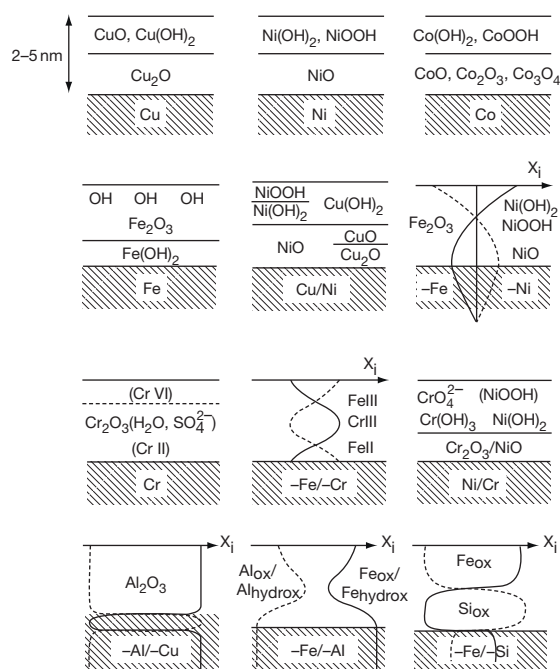 CuO, Cu(OH)₂
Ni(OH)₂, NiOOH
Co(OH)₂, CoOOH
2–5 nm
Cu₂O
NiO
CoO, Co₂O₃, Co₃O₄
Cu
Ni
Co
Xᵢ
OH OH OH
NiOOH
Ni(OH)₂
Cu(OH)₂
Fe₂O₃
Fe₂O₃
Ni(OH)₂
NiOOH
Fe(OH)₂
NiO
CuO
Cu₂O
NiO
Fe
Cu/Ni
–Fe
–Ni
Xᵢ
(Cr VI)
FeIII
CrO₄²⁻ (NiOOH)
Cr₂O₃(H₂O, SO₄²⁻)
CrIII
Cr(OH)₃ Ni(OH)₂
(Cr II)
FeII
Cr₂O₃/NiO
Cr
–Fe/–Cr
Ni/Cr
Xᵢ
Xᵢ
Xᵢ
Al₂O₃
Alox/
Alhydrox
Feox/
Fehydrox
Feox
Siox
–Al/–Cu
–Fe/–Al
–Fe/–Si